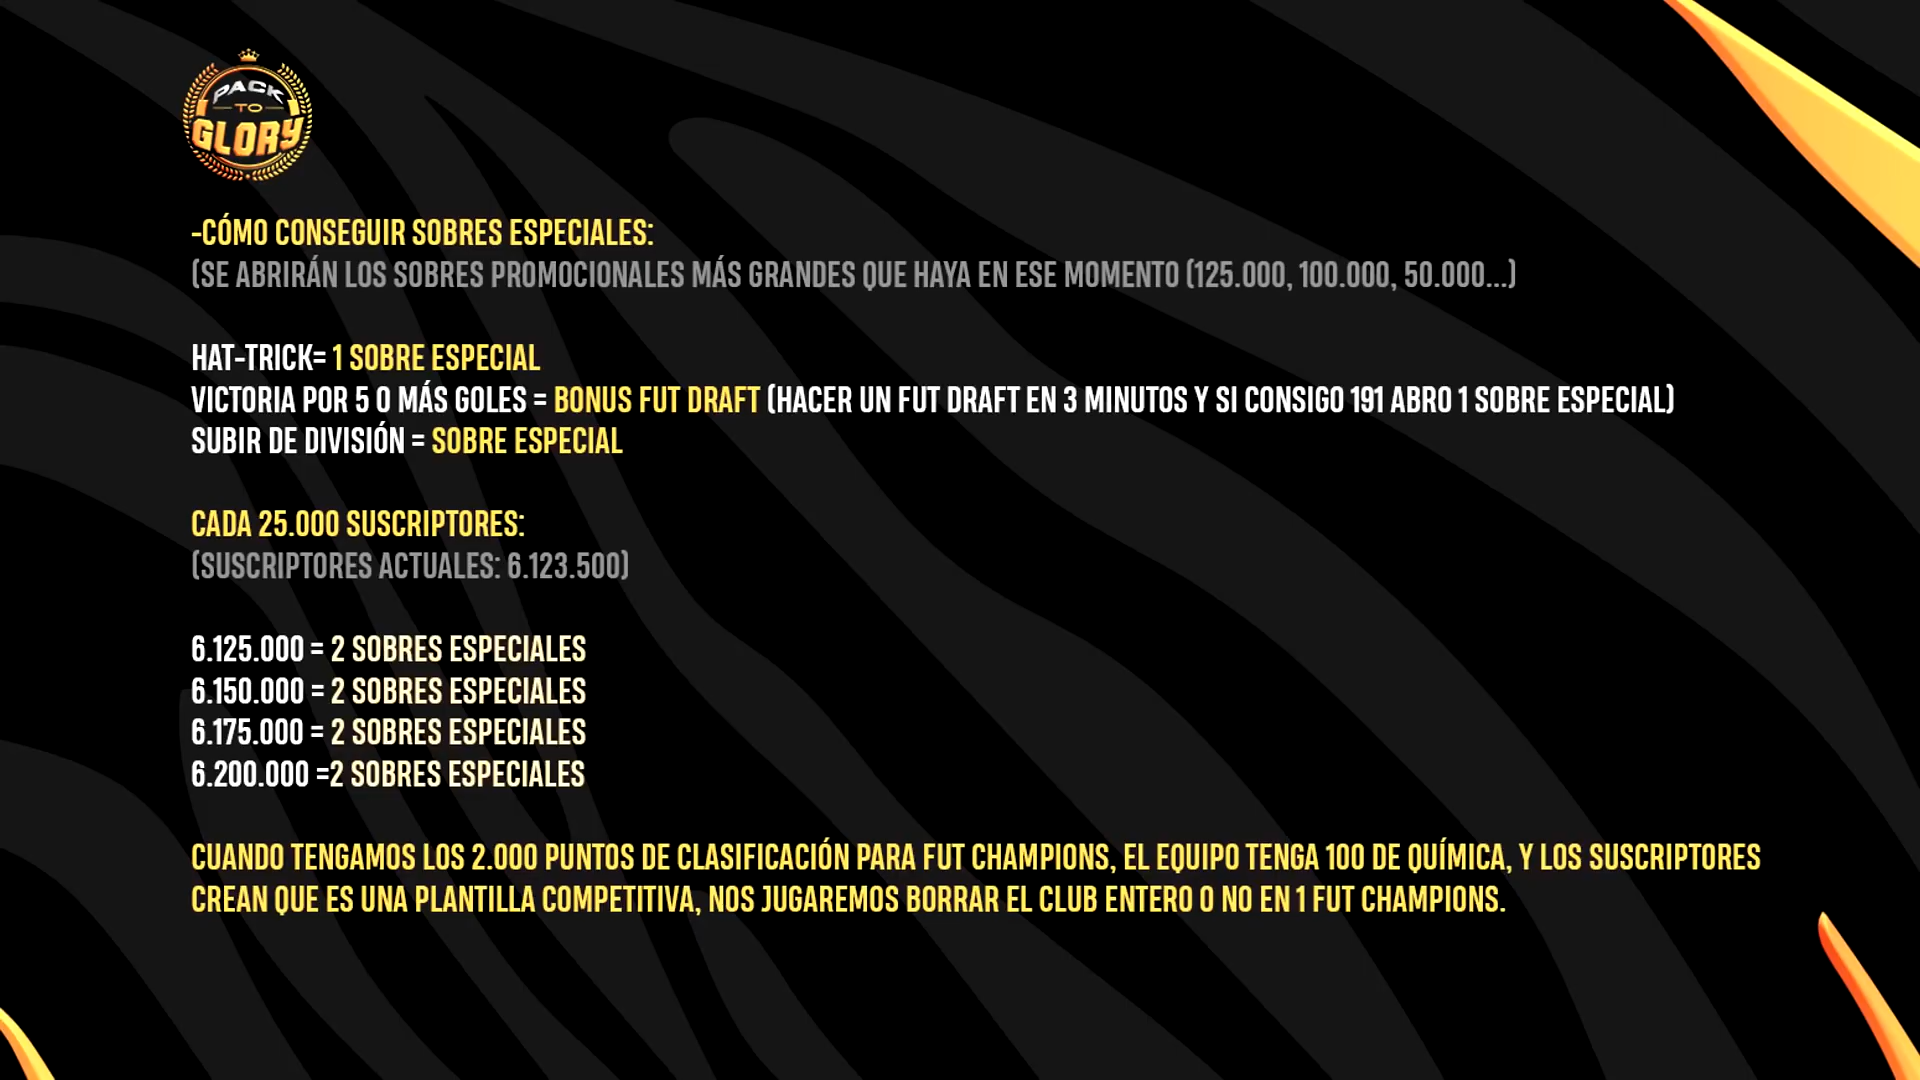 PACK
TO
GLORY
-CÓMO CONSEGUIR SOBRES ESPECIALES:
(SE ABRIRÁN LOS SOBRES PROMOCIONALES MÁS GRANDES QUE HAYA EN ESE MOMENTO (125.000, 100.000, 50.000...)
HAT-TRICK= 1 SOBRE ESPECIAL
VICTORIA POR 5 O MÁS GOLES = BONUS FUT DRAFT (HACER UN FUT DRAFT EN 3 MINUTOS Y SI CONSIGO 191 ABRO 1 SOBRE ESPECIAL)
SUBIR DE DIVISIÓN = SOBRE ESPECIAL
CADA 25.000 SUSCRIPTORES:
(SUSCRIPTORES ACTUALES: 6.123.500)
6.125.000 = 2 SOBRES ESPECIALES
6.150.000 = 2 SOBRES ESPECIALES
6.175.000 = 2 SOBRES ESPECIALES
6.200.000 =2 SOBRES ESPECIALES
CUANDO TENGAMOS LOS 2.000 PUNTOS DE CLASIFICACIÓN PARA FUT CHAMPIONS, EL EQUIPO TENGA 100 DE QUÍMICA, Y LOS SUSCRIPTORES
CREAN QUE ES UNA PLANTILLA COMPETITIVA, NOS JUGAREMOS BORRAR EL CLUB ENTERO O NO EN 1 FUT CHAMPIONS.